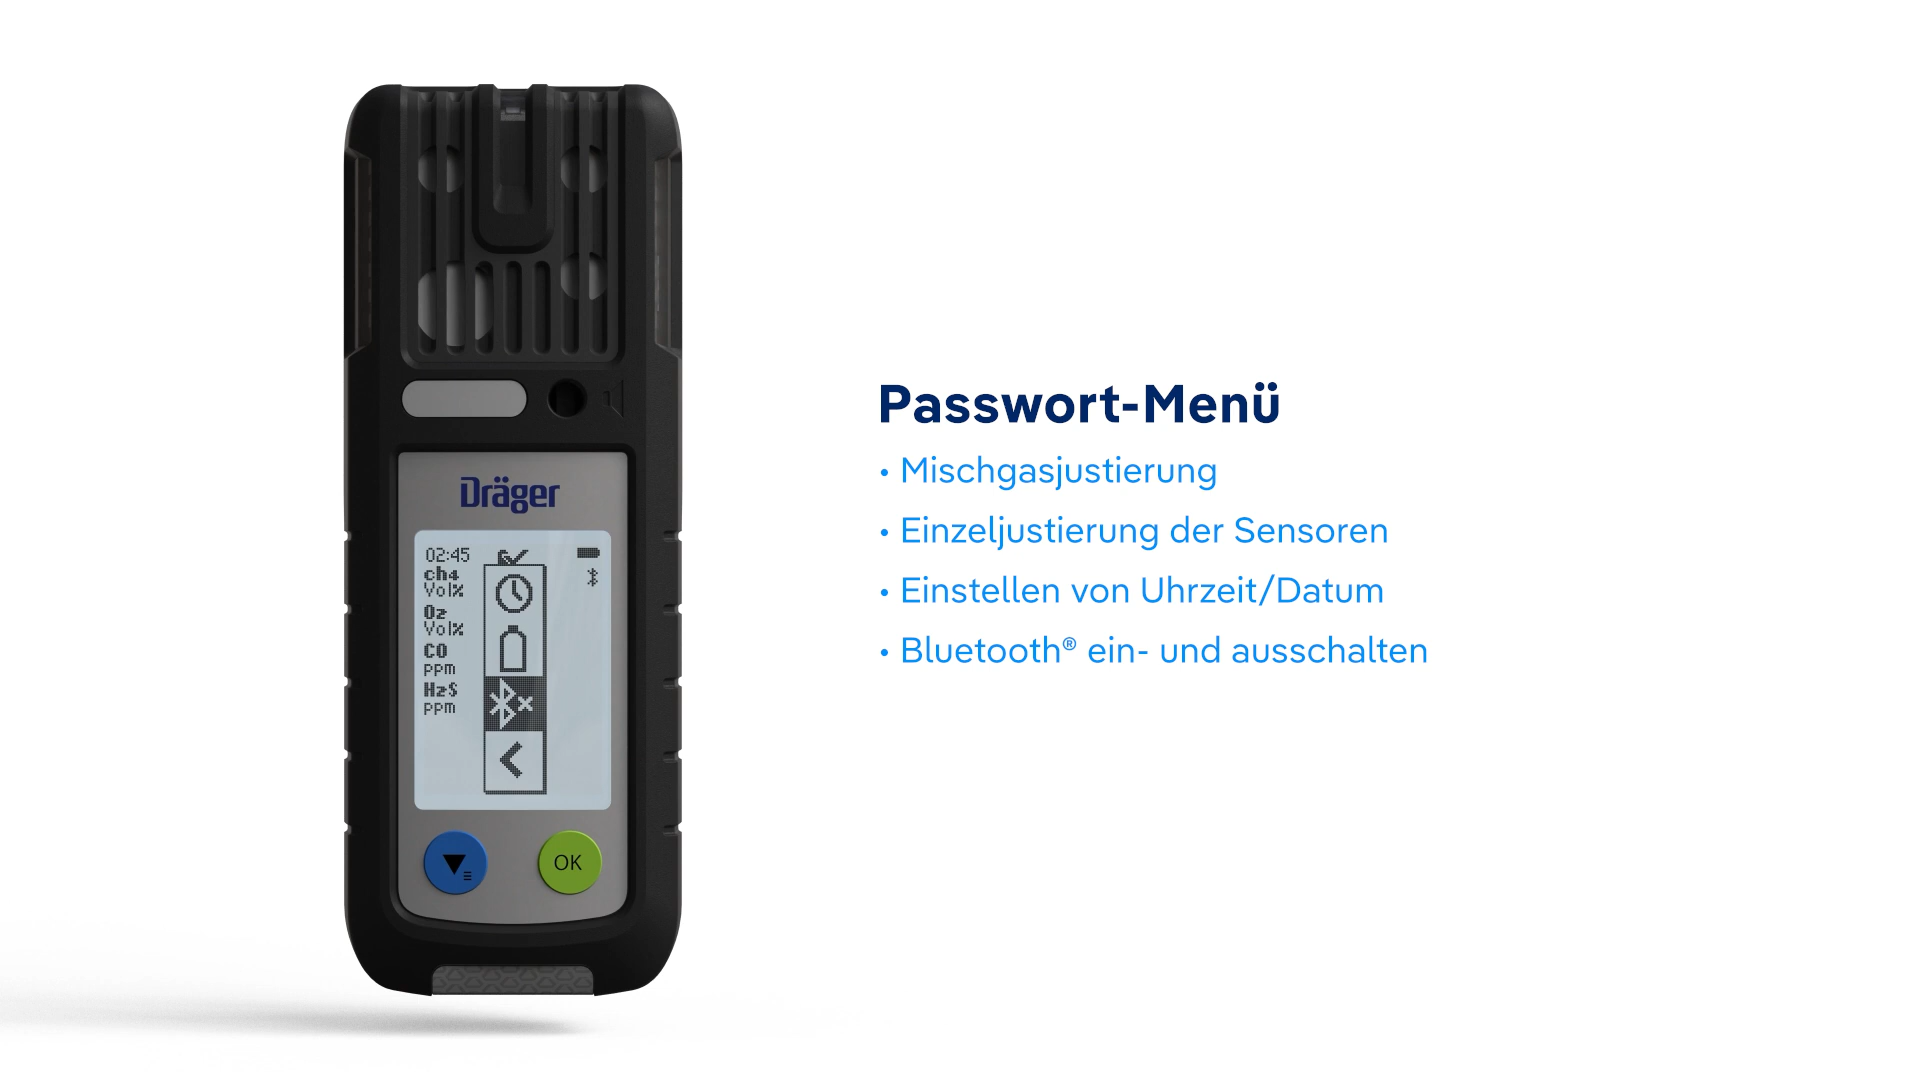 Dräger
02:45
ch4
Vol%
O2
Vol%
CO
ppm
H2S
ppm
OK
Passwort-Menü
• Mischgasjustierung
• Einzeljustierung der Sensoren
• Einstellen von Uhrzeit/Datum
• Bluetooth® ein- und ausschalten